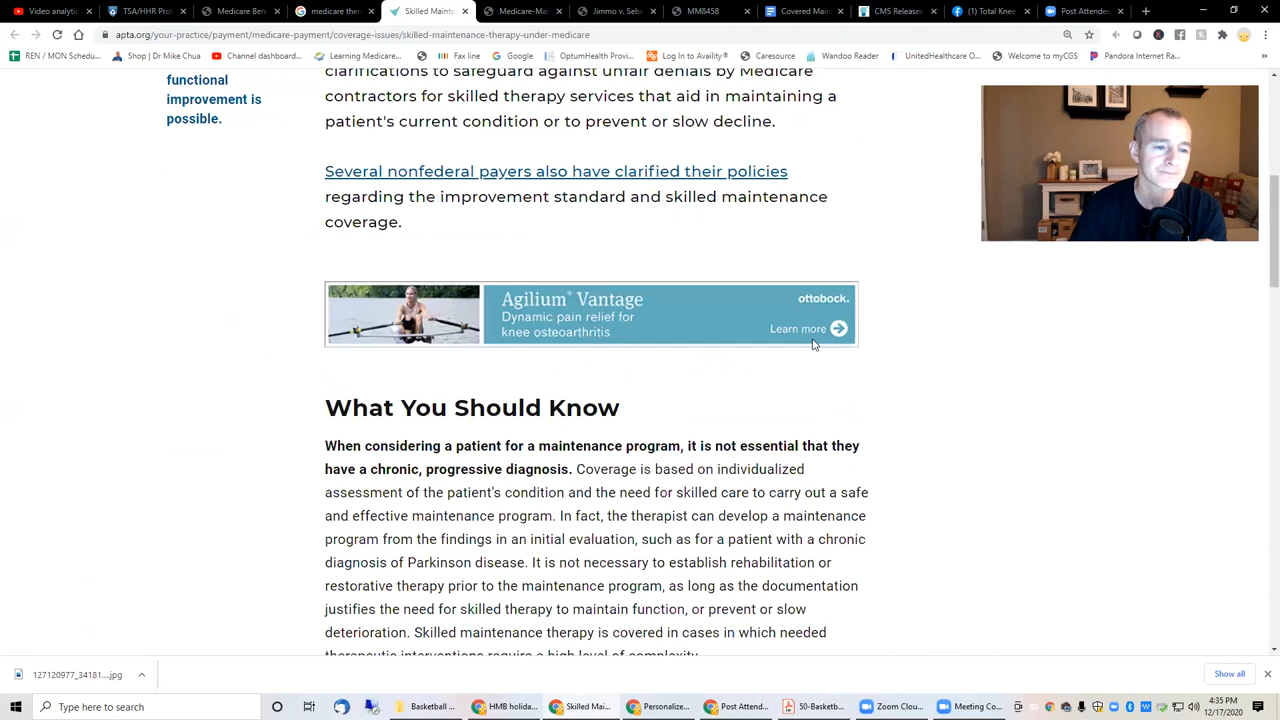 Video analytic
TSA/HHR Pron
Medicare Ben
medicare ther
Skilled Mainte
Medicare-Ma
Jimmo v. Sebe
MM8458
Covered Main
CMS Releases
(1) Total Knee
Post Attendee
apta.org/your-practice/payment/medicare-payment/coverage-issues/skilled-maintenance-therapy-under-medicare
REN / MON Schedu...
Shop | Dr Mike Chua
Channel dashboard...
Learning Medicare...
Fax line
Google
OptumHealth Provi...
Log In to Availity®
Caresource
Wandoo Reader
UnitedHealthcare O...
Welcome to myCGS
Pandora Internet Ra...
functional
improvement is
possible.
clarifications to safeguard against unfair denials by Medicare
contractors for skilled therapy services that aid in maintaining a
patient's current condition or to prevent or slow decline.
Several nonfederal payers also have clarified their policies
regarding the improvement standard and skilled maintenance
coverage.
Agilium® Vantage
Dynamic pain relief for
knee osteoarthritis
ottobock.
Learn more
What You Should Know
When considering a patient for a maintenance program, it is not essential that they
have a chronic, progressive diagnosis. Coverage is based on individualized
assessment of the patient's condition and the need for skilled care to carry out a safe
and effective maintenance program. In fact, the therapist can develop a maintenance
program from the findings in an initial evaluation, such as for a patient with a chronic
diagnosis of Parkinson disease. It is not necessary to establish rehabilitation or
restorative therapy prior to the maintenance program, as long as the documentation
justifies the need for skilled therapy to maintain function, or prevent or slow
deterioration. Skilled maintenance therapy is covered in cases in which needed
therapeutic interventions require a high level of complexity.
127120977_34181....jpg
Show all
Type here to search
Basketball
HMB holida...
Skilled Mai...
Personalize...
Post Attend...
50-Basketb...
Zoom Clou...
Meeting Co...
4:35 PM
12/17/2020